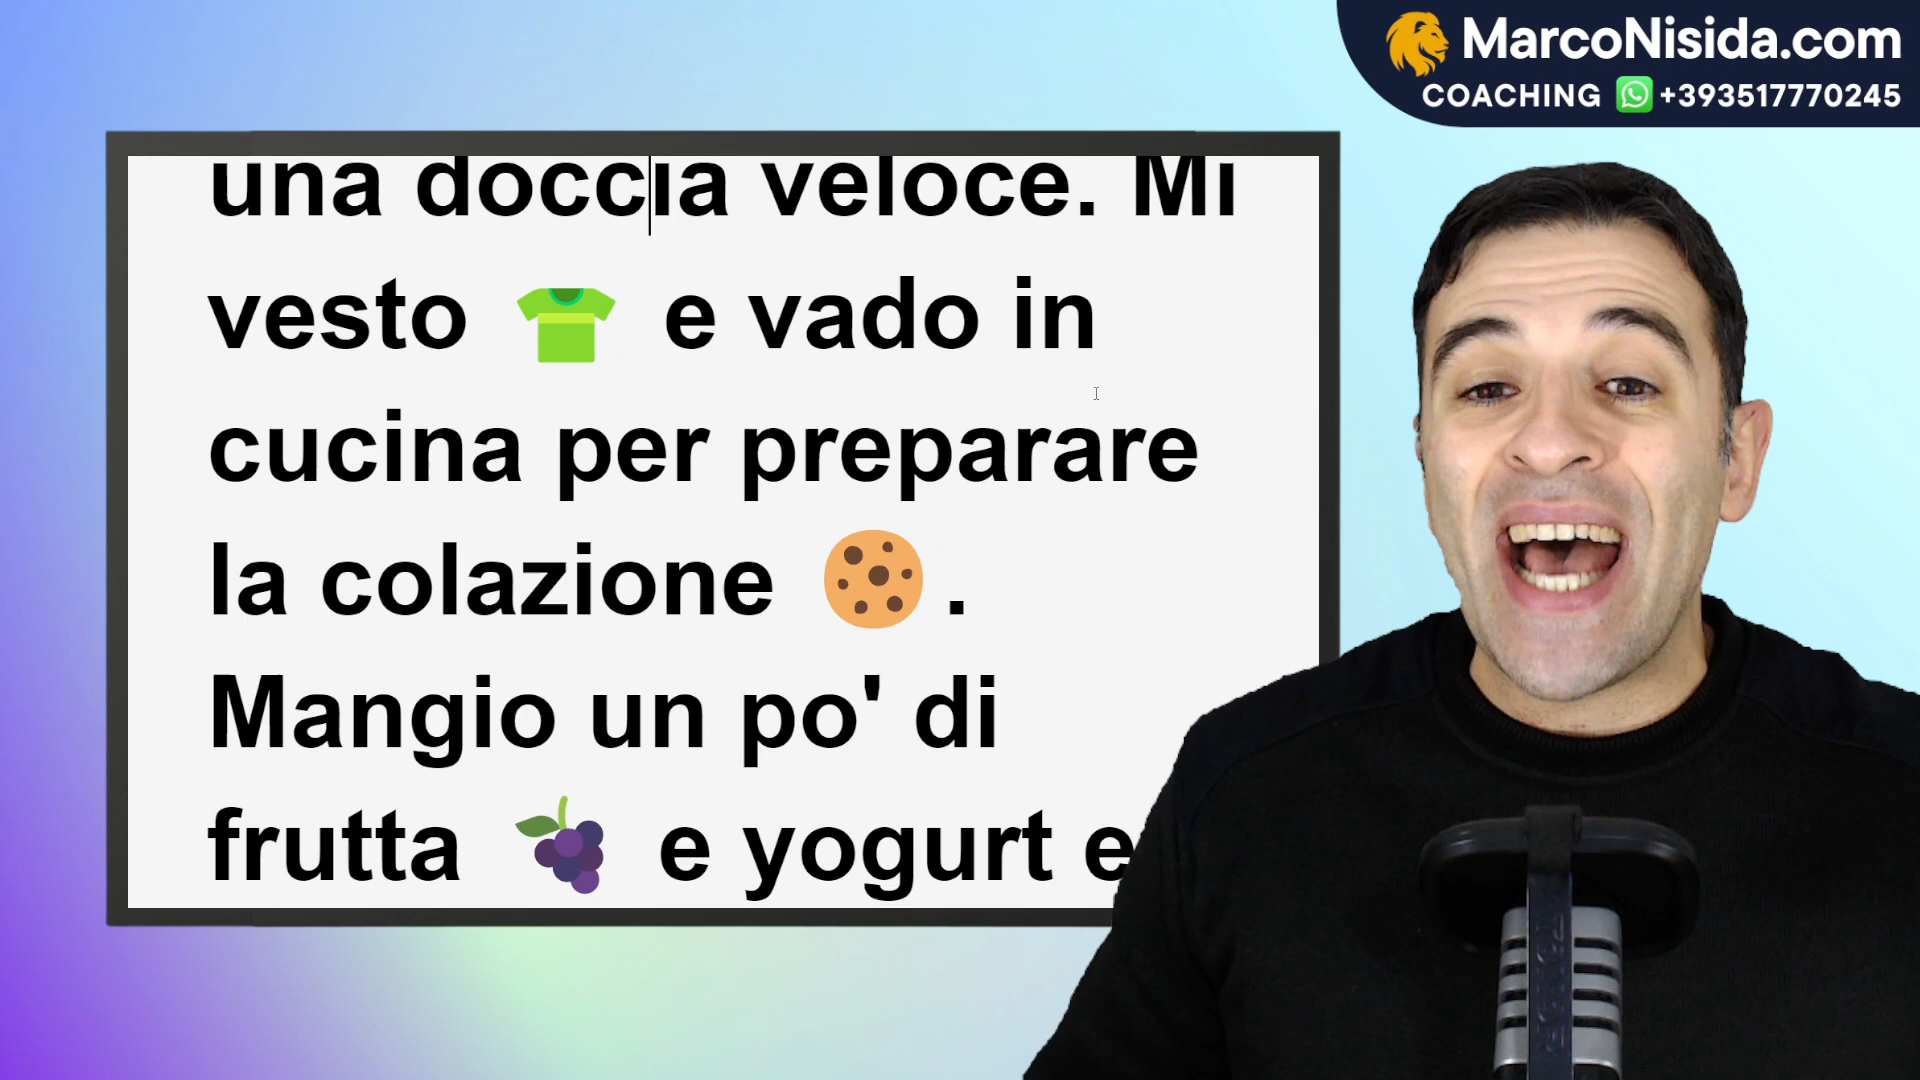 MarcoNisida.com
COACHING +393517770245
una doccia veloce. Mi
vesto e vado in
cucina per preparare
la colazione .
Mangio un po' di
frutta e yogurt e